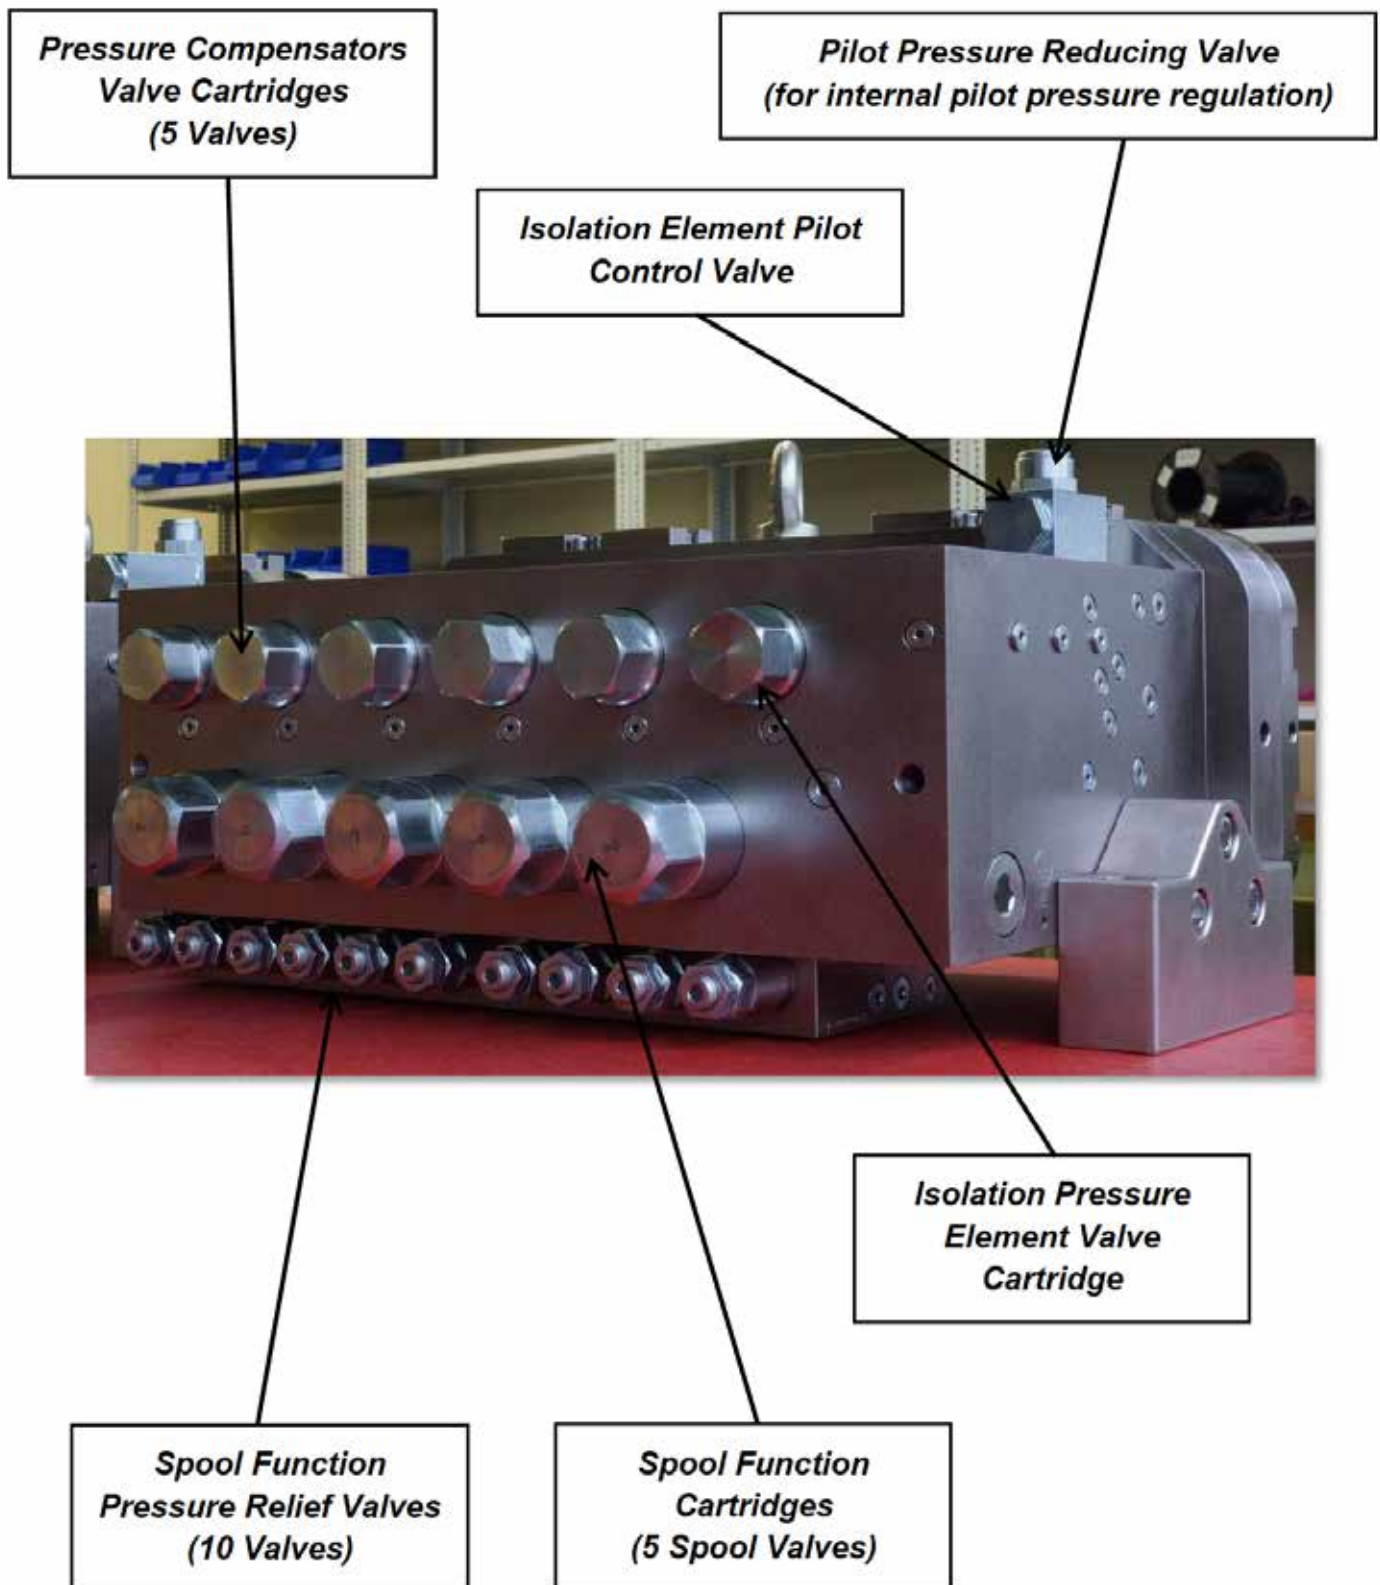 Pressure Compensators
Valve Cartridges
(5 Valves)
Pilot Pressure Reducing Valve
(for internal pilot pressure regulation)
Isolation Element Pilot
Control Valve
Isolation Pressure
Element Valve
Cartridge
Spool Function
Pressure Relief Valves
(10 Valves)
Spool Function
Cartridges
(5 Spool Valves)